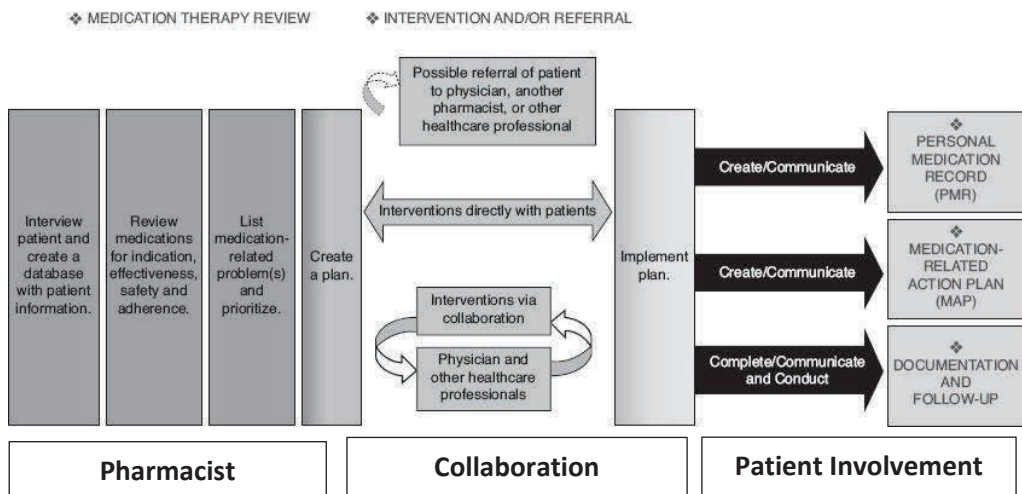 ❖ MEDICATION THERAPY REVIEW
❖ INTERVENTION AND/OR REFERRAL
Interview
patient and
create a
database
with patient
information.
Review
medications
for indication,
effectiveness,
safety and
adherence.
List
medication-
related
problem(s)
and
prioritize.
Create
a plan.
Possible referral of patient
to physician, another
pharmacist, or other
healthcare professional
Interventions directly with patients
Interventions via
collaboration
Physician and
other healthcare
professionals
Implement
plan.
Create/Communicate
❖
PERSONAL
MEDICATION
RECORD
(PMR)
Create/Communicate
❖
MEDICATION-
RELATED
ACTION PLAN
(MAP)
Complete/Communicate
and Conduct
❖
DOCUMENTATION
AND
FOLLOW-UP
Pharmacist
Collaboration
Patient Involvement